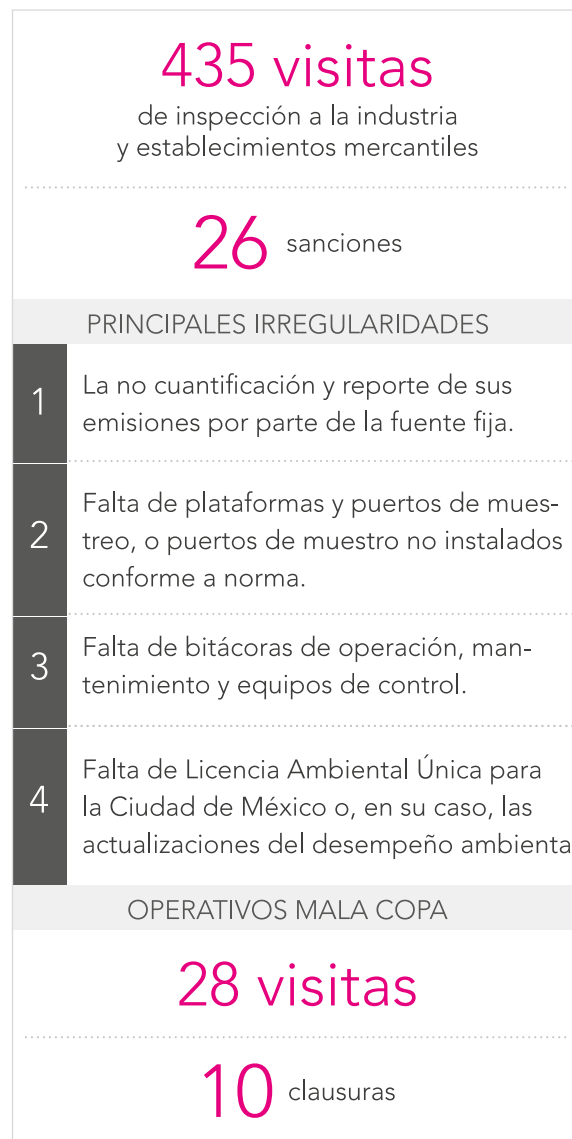 435 visitas
de inspección a la industria
y establecimientos mercantiles
26 sanciones
PRINCIPALES IRREGULARIDADES
1
La no cuantificación y reporte de sus
emisiones por parte de la fuente fija.
2
Falta de plataformas y puertos de mues-
treo, o puertos de muestro no instalados
conforme a norma.
3
Falta de bitácoras de operación, man-
tenimiento y equipos de control.
4
Falta de Licencia Ambiental Única para
la Ciudad de México o, en su caso, las
actualizaciones del desempeño ambienta
OPERATIVOS MALA COPA
28 visitas
10 clausuras